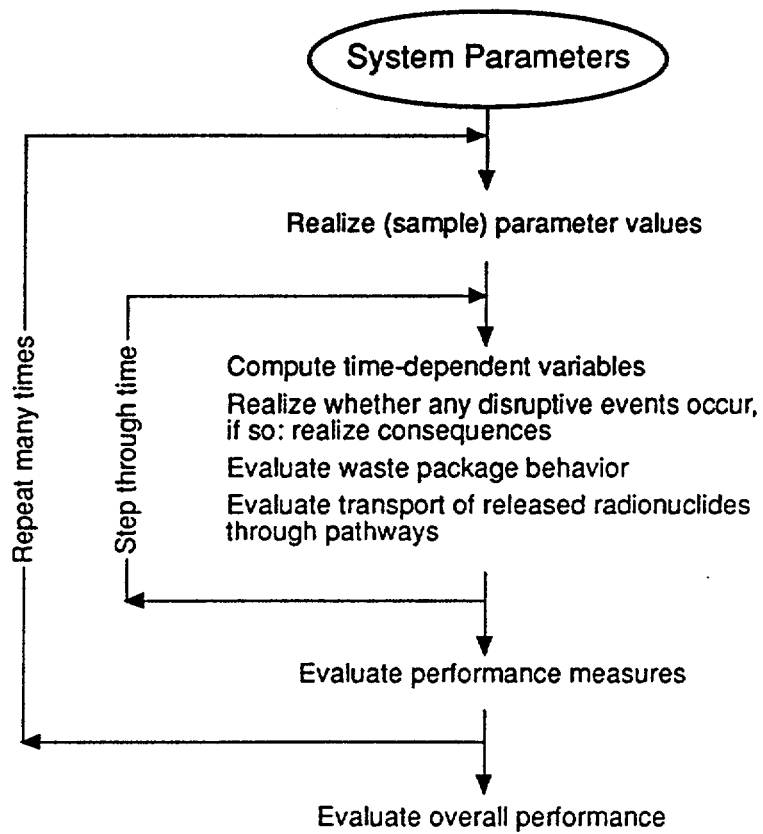 System Parameters
Realize (sample) parameter values
Repeat many times
Step through time
Compute time-dependent variables
Realize whether any disruptive events occur,
if so: realize consequences
Evaluate waste package behavior
Evaluate transport of released radionuclides
through pathways
Evaluate performance measures
Evaluate overall performance